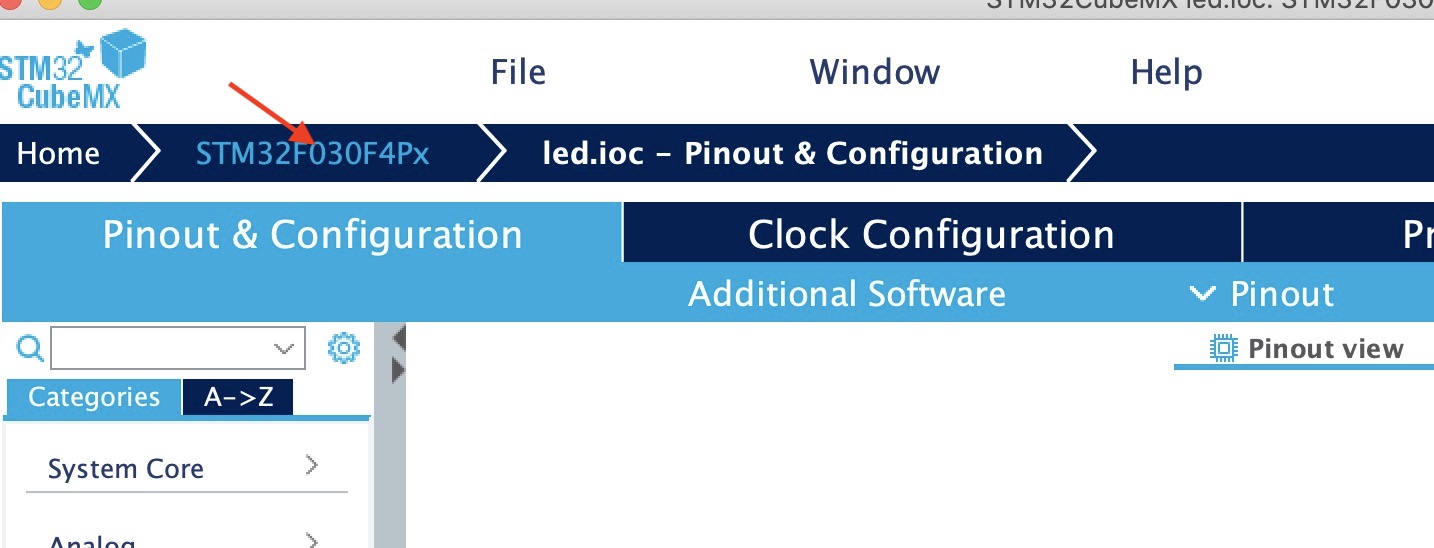 STM32CubeMX led.ioc: STM32F030
STM32
CubeMX
File Window Help
Home STM32F030F4Px led.ioc – Pinout & Configuration
Pinout & Configuration Clock Configuration Pr
Additional Software Pinout
Pinout view
Categories A->Z
System Core
Analog